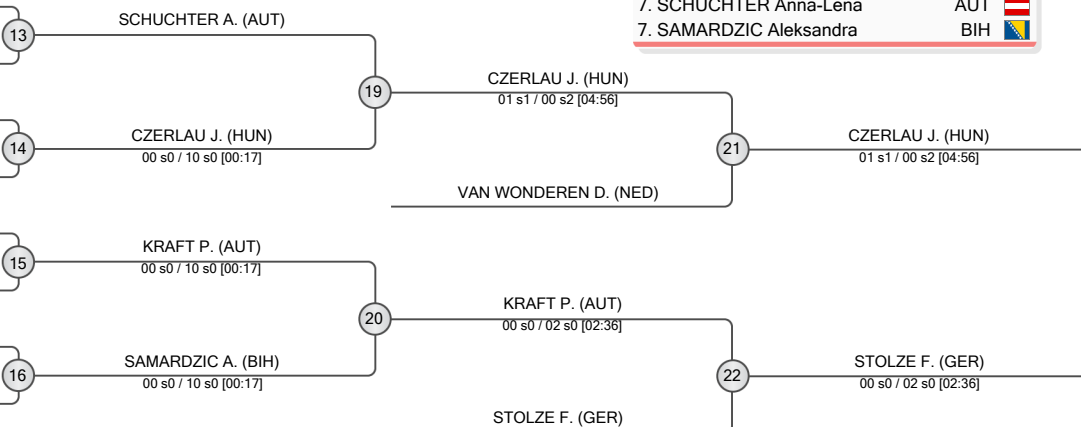 7. SCHUCHTER Anna-Lena AUT
7. SAMARDZIC Aleksandra BIH
SCHUCHTER A. (AUT)
13
19
CZERLAU J. (HUN)
01 s1 / 00 s2 [04:56]
14
CZERLAU J. (HUN)
00 s0 / 10 s0 [00:17]
21
CZERLAU J. (HUN)
01 s1 / 00 s2 [04:56]
VAN WONDEREN D. (NED)
15
KRAFT P. (AUT)
00 s0 / 10 s0 [00:17]
20
KRAFT P. (AUT)
00 s0 / 02 s0 [02:36]
16
SAMARDZIC A. (BIH)
00 s0 / 10 s0 [00:17]
22
STOLZE F. (GER)
00 s0 / 02 s0 [02:36]
STOLZE F. (GER)